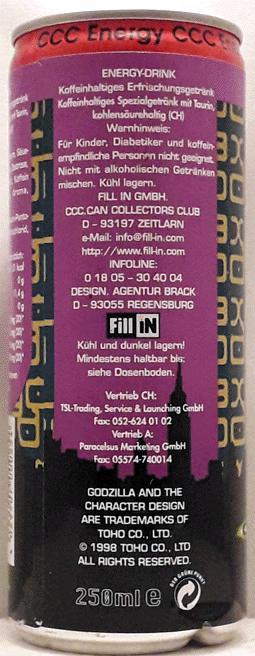 CCC Energy CCC
ENERGY-DRINK
Koffeinhaltiges Erfrischungsgetränk
Koffeinhaltiges Spezialgetränk mit Taurin,
kohlensäurehaltig (CH)
Warnhinweis:
Für Kinder, Diabetiker und koffein-
empfindliche Personen nicht geeignet.
Nicht mit alkoholischen Getränken
mischen. Kühl lagern.
FILL IN GMBH.
CCC.CAN COLLECTORS CLUB
D – 93197 ZEITLARN
e-Mail: info@fill-in.com
http://www.fill-in.com
INFOLINE:
0 18 05 – 30 40 04
DESIGN. AGENTUR BRACK
D – 93055 REGENSBURG
Fill IN
Kühl und dunkel lagern!
Mindestens haltbar bis:
siehe Dosenboden.
Vertrieb CH:
TSL-Trading, Service & Launching GmbH
Fax: 052-624 01 02
Vertrieb A:
Paracelsus Marketing GmbH
Fax: 05574-740014
GODZILLA AND THE
CHARACTER DESIGN
ARE TRADEMARKS OF
TOHO CO., LTD.
© 1998 TOHO CO., LTD
ALL RIGHTS RESERVED.
DER GRÜNE PUNKT
250ml e